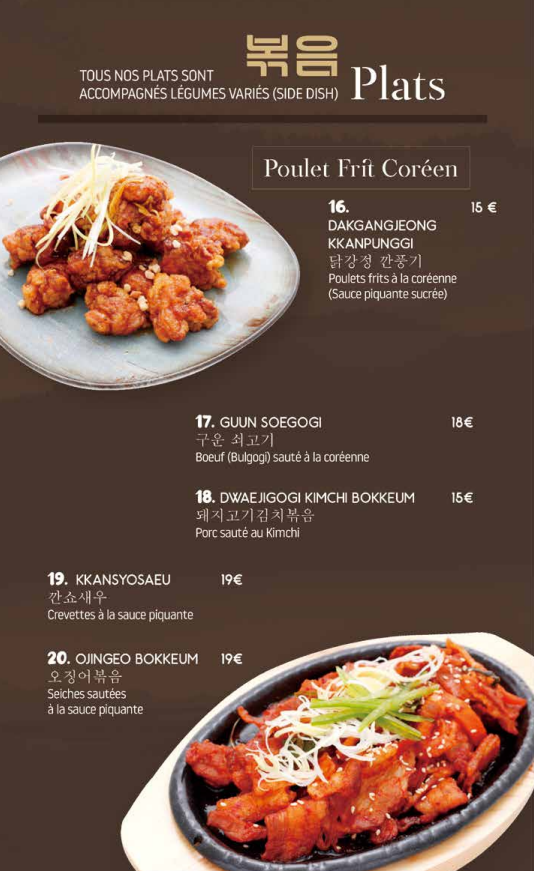 볶음
TOUS NOS PLATS SONT
ACCOMPAGNÉS LÉGUMES VARIÉS (SIDE DISH)
Plats
Poulet Frit Coréen
16. 15 €
DAKGANGJEONG
KKANPUNGGI
닭강정 깐풍기
Poulets frits à la coréenne
(Sauce piquante sucrée)
17. GUUN SOEGOGI 18€
구운 쇠고기
Boeuf (Bulgogi) sauté à la coréenne
18. DWAEJIGOGI KIMCHI BOKKEUM 15€
돼지고기김치볶음
Porc sauté au Kimchi
19. KKANSYOSAEU 19€
깐쇼새우
Crevettes à la sauce piquante
20. OJINGEO BOKKEUM 19€
오징어볶음
Seiches sautées
à la sauce piquante